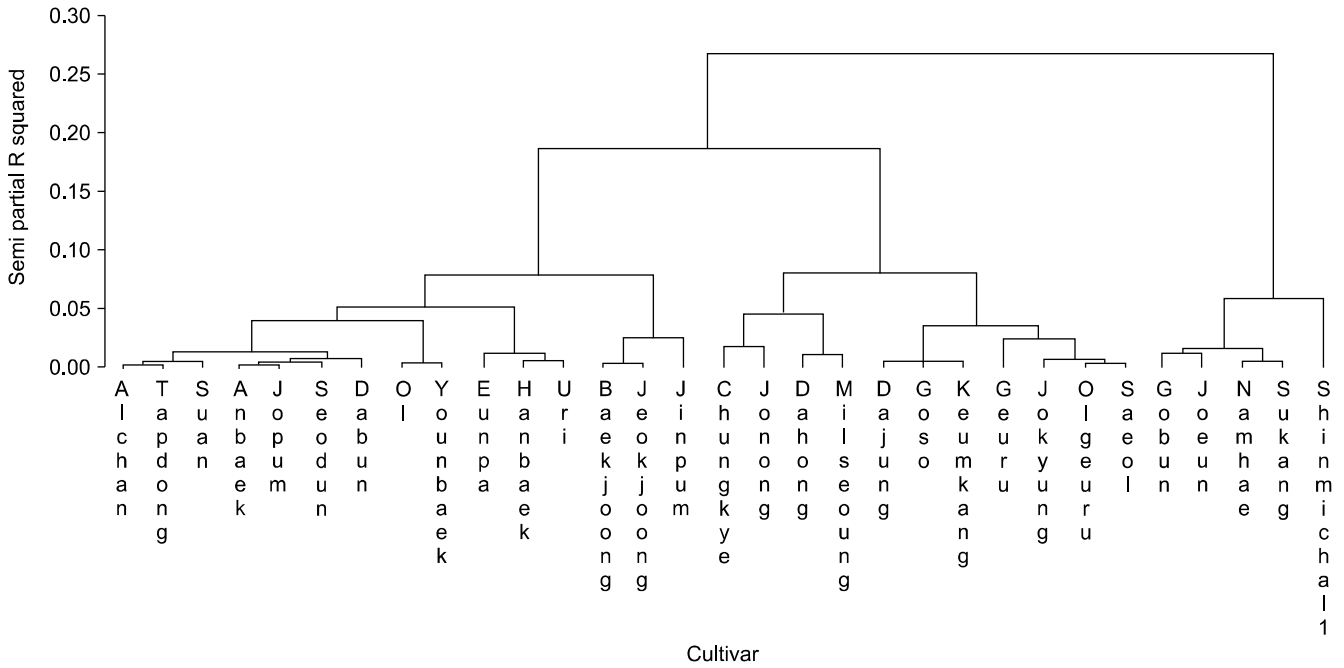 0.30
0.25
0.20
0.15
0.10
0.05
0.00
Semi partial R squared
Alchan
Tapdong
Suan
Anbaek
Jopum
Seodun
Dabun
Ol
Younbaek
Eunpa
Hanbaek
Uri
Baekjoong
Jeokjoong
Jinpum
Chungkye
Jonong
Dahong
Milseoung
Dajung
Goso
Keumkang
Geuru
Jokyung
Olgeuru
Saeol
Gobun
Joeun
Namhae
Sukang
Shinmichal1
Cultivar